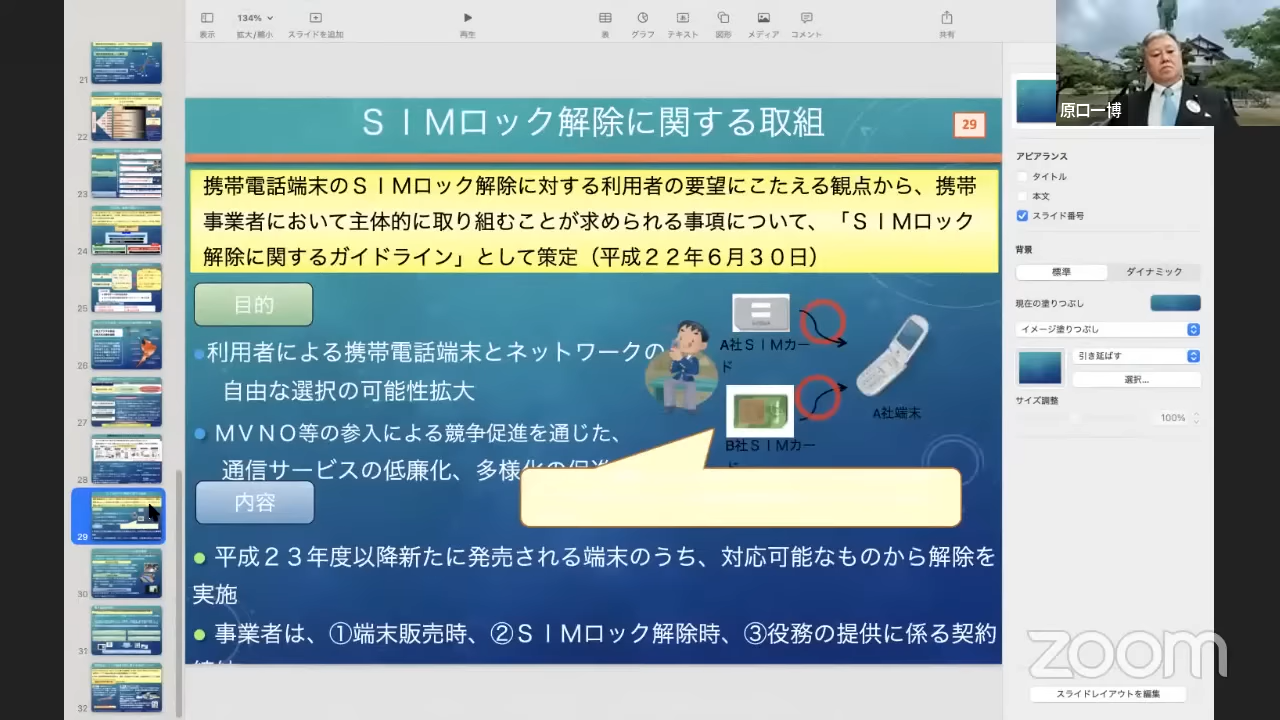 134%
表示
拡大/縮小
スライドを追加
再生
表
グラフ
テキスト
図形
メディア
コメント
共有
原口一博
21
22
23
24
25
26
27
28
29
30
31
32
ＳＩＭロック解除に関する取組
29
携帯電話端末のＳＩＭロック解除に対する利用者の要望にこたえる観点から、携帯
事業者において主体的に取り組むことが求められる事項について、「ＳＩＭロック
解除に関するガイドライン」として策定（平成２２年６月３０日）
目的
利用者による携帯電話端末とネットワークの
自由な選択の可能性拡大
ＭＶＮＯ等の参入による競争促進を通じた、
通信サービスの低廉化、多様化の促進
A社ＳＩＭカー
ド
B社ＳＩＭカー
A社端末
内容
平成２３年度以降新たに発売される端末のうち、対応可能なものから解除を
実施
事業者は、①端末販売時、②ＳＩＭロック解除時、③役務の提供に係る契約
アピアランス
タイトル
本文
スライド番号
背景
標準
ダイナミック
現在の塗りつぶし
イメージ塗りつぶし
引き延ばす
選択...
サイズ調整
100%
スライドレイアウトを編集
zoom